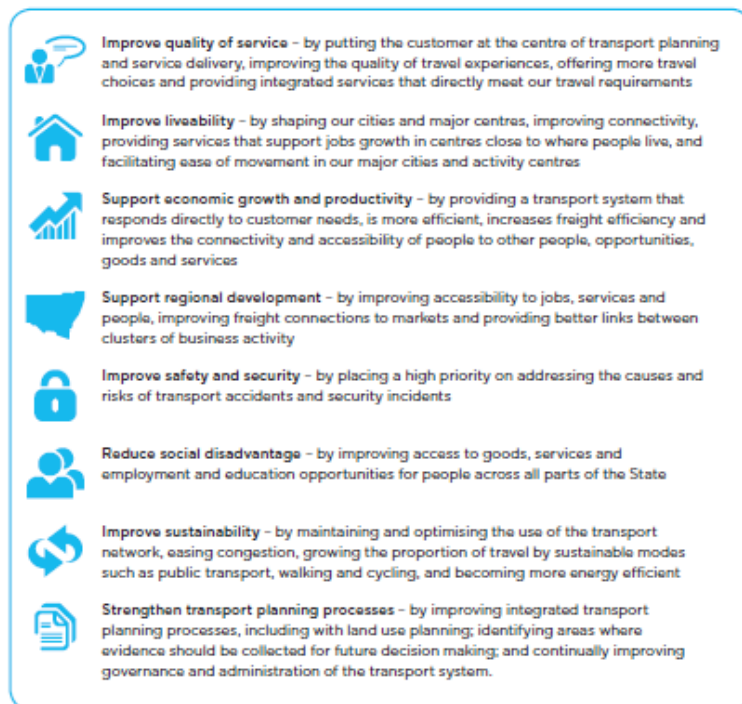 Improve quality of service – by putting the customer at the centre of transport planning
and service delivery, improving the quality of travel experiences, offering more travel
choices and providing integrated services that directly meet our travel requirements
Improve liveability – by shaping our cities and major centres, improving connectivity,
providing services that support jobs growth in centres close to where people live, and
facilitating ease of movement in our major cities and activity centres
Support economic growth and productivity – by providing a transport system that
responds directly to customer needs, is more efficient, increases freight efficiency and
improves the connectivity and accessibility of people to other people, opportunities,
goods and services
Support regional development – by improving accessibility to jobs, services and
people, improving freight connections to markets and providing better links between
clusters of business activity
Improve safety and security – by placing a high priority on addressing the causes and
risks of transport accidents and security incidents
Reduce social disadvantage – by improving access to goods, services and
employment and education opportunities for people across all parts of the State
Improve sustainability – by maintaining and optimising the use of the transport
network, easing congestion, growing the proportion of travel by sustainable modes
such as public transport, walking and cycling, and becoming more energy efficient
Strengthen transport planning processes – by improving integrated transport
planning processes, including with land use planning; identifying areas where
evidence should be collected for future decision making; and continually improving
governance and administration of the transport system.